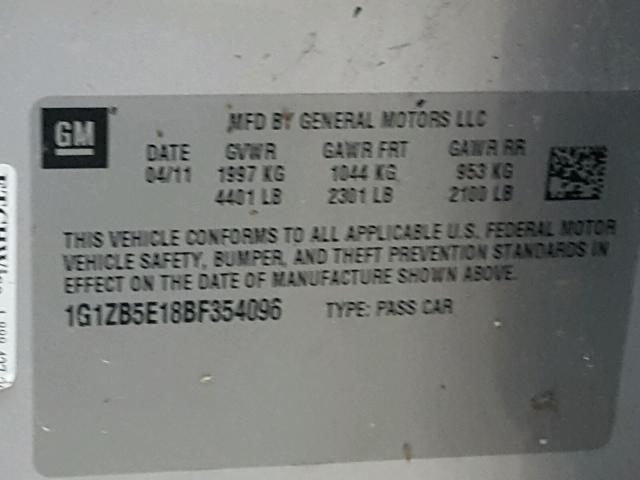 GM
MFD BY GENERAL MOTORS LLC
DATE GVWR GAWR FRT GAWR RR
04/11 1997 KG 1044 KG 953 KG
4401 LB 2301 LB 2100 LB
THIS VEHICLE CONFORMS TO ALL APPLICABLE U.S. FEDERAL MOTOR
VEHICLE SAFETY, BUMPER, AND THEFT PREVENTION STANDARDS IN
EFFECT ON THE DATE OF MANUFACTURE SHOWN ABOVE.
1G1ZB5E18BF354096 TYPE: PASS CAR